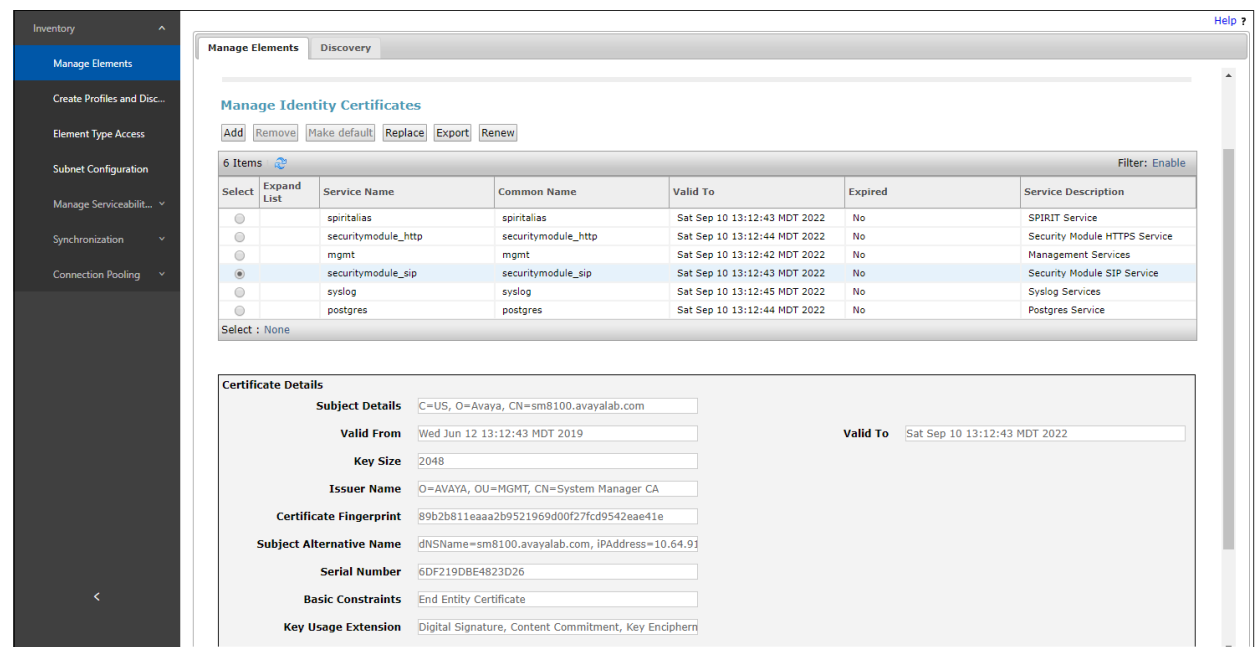 Help ?
Inventory
Manage Elements
Create Profiles and Disc...
Element Type Access
Subnet Configuration
Manage Serviceabilit...
Synchronization
Connection Pooling
Manage Elements Discovery
Manage Identity Certificates
Add Remove Make default Replace Export Renew
6 Items Filter: Enable
Select Expand List Service Name Common Name Valid To Expired Service Description
spiritalias spiritalias Sat Sep 10 13:12:43 MDT 2022 No SPIRIT Service
securitymodule_http securitymodule_http Sat Sep 10 13:12:44 MDT 2022 No Security Module HTTPS Service
mgmt mgmt Sat Sep 10 13:12:42 MDT 2022 No Management Services
securitymodule_sip securitymodule_sip Sat Sep 10 13:12:43 MDT 2022 No Security Module SIP Service
syslog syslog Sat Sep 10 13:12:45 MDT 2022 No Syslog Services
postgres postgres Sat Sep 10 13:12:44 MDT 2022 No Postgres Service
Select : None
Certificate Details
Subject Details C=US, O=Avaya, CN=sm8100.avayalab.com
Valid From Wed Jun 12 13:12:43 MDT 2019 Valid To Sat Sep 10 13:12:43 MDT 2022
Key Size 2048
Issuer Name O=AVAYA, OU=MGMT, CN=System Manager CA
Certificate Fingerprint 89b2b811eaaa2b9521969d00f27fcd9542eae41e
Subject Alternative Name dNSName=sm8100.avayalab.com, iPAddress=10.64.91
Serial Number 6DF219DBE4823D26
Basic Constraints End Entity Certificate
Key Usage Extension Digital Signature, Content Commitment, Key Encipherm